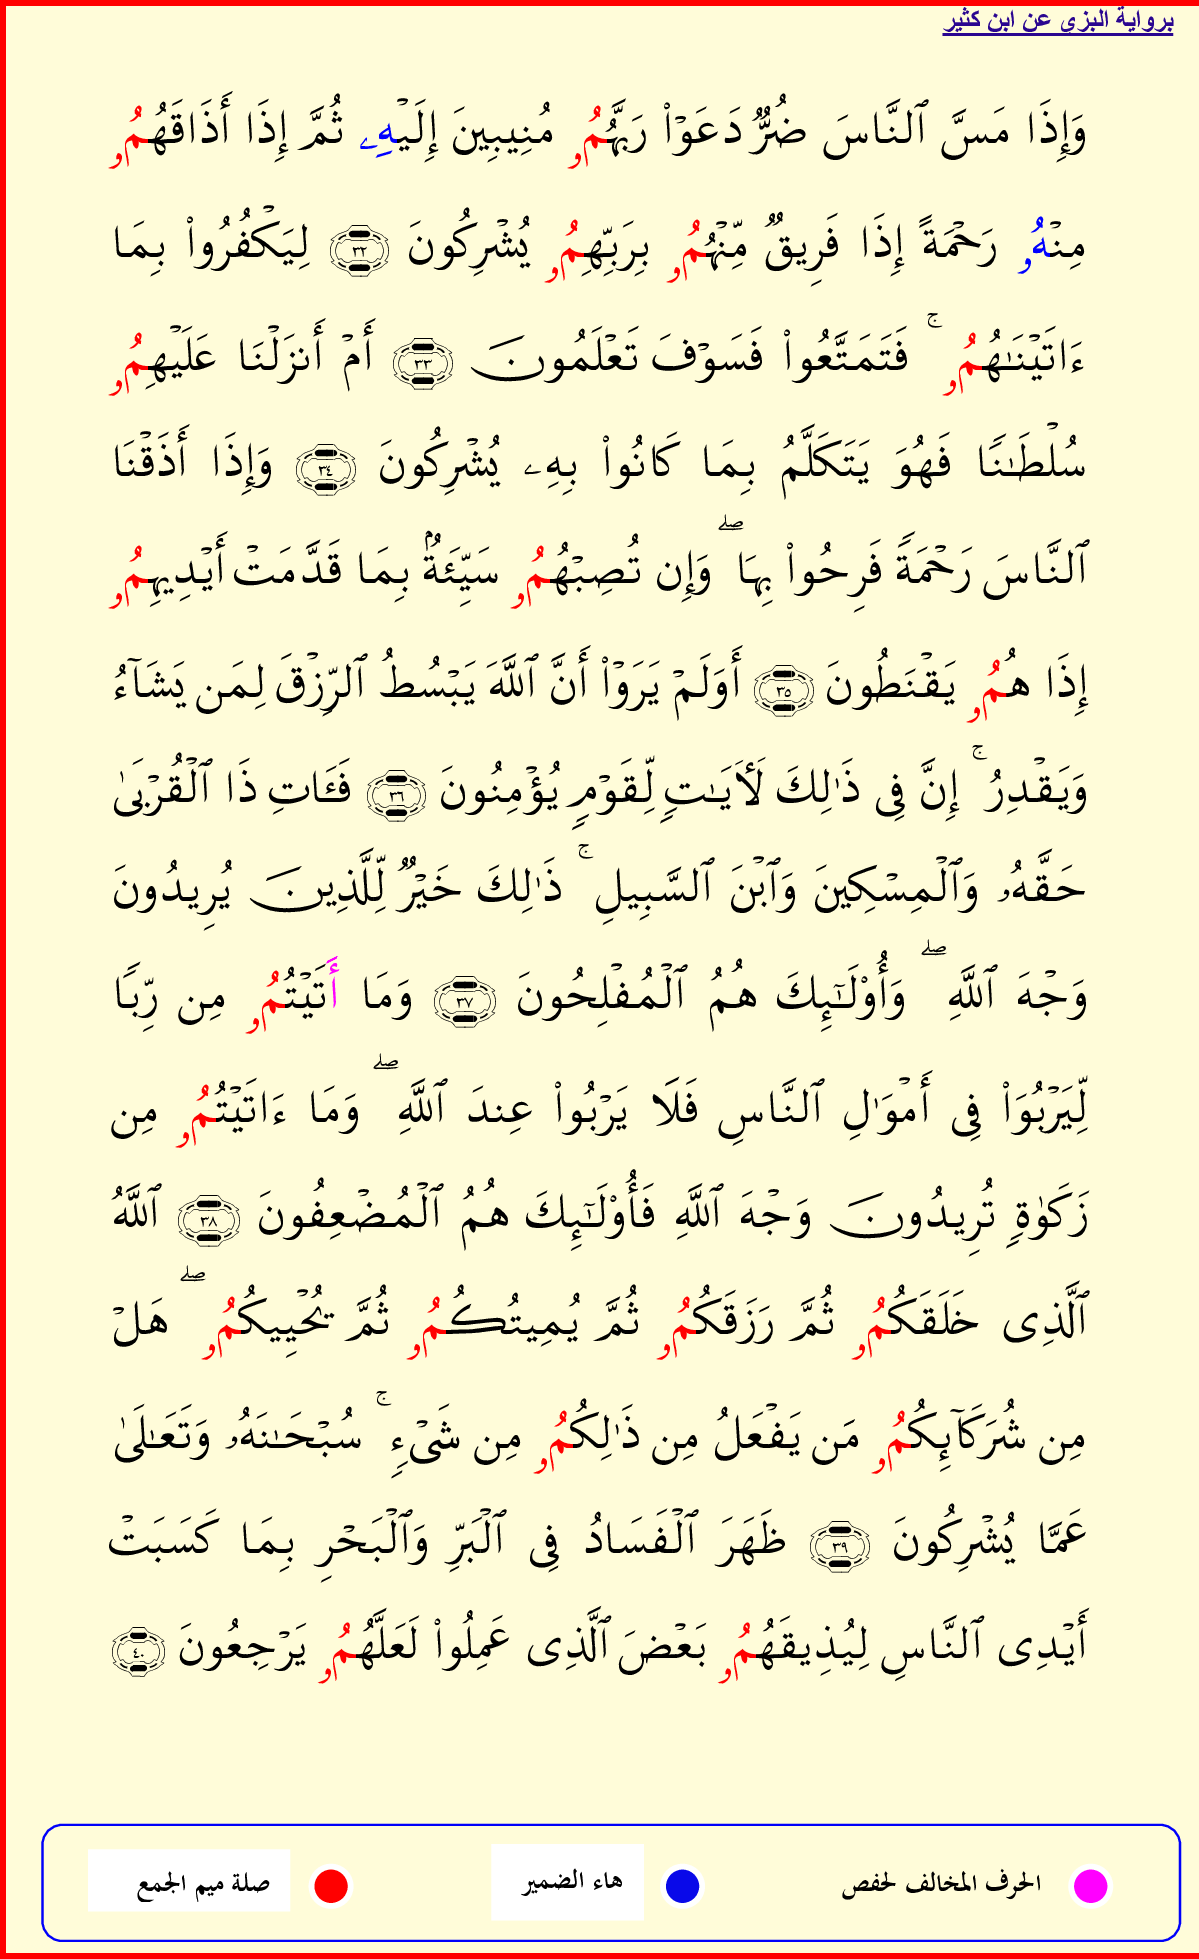 برواية البزى عن ابن كثير
وَإِذَا مَسَّ ٱلنَّاسَ ضُرٌّ دَعَوْا۟ رَبَّهُمُۥ مُنِيبِينَ إِلَيْهِۦ ثُمَّ إِذَا أَذَاقَهُمُۥ
مِنْهُۥ رَحْمَةً إِذَا فَرِيقٌ مِّنْهُمُۥ بِرَبِّهِمُۥ يُشْرِكُونَ ٣٢ لِيَكْفُرُوا۟ بِمَا
ءَاتَيْنَٰهُمُۥ ۚ فَتَمَتَّعُوا۟ فَسَوْفَ تَعْلَمُونَ ٣٣ أَمْ أَنزَلْنَا عَلَيْهِمُۥ
سُلْطَٰنًا فَهُوَ يَتَكَلَّمُ بِمَا كَانُوا۟ بِهِۦ يُشْرِكُونَ ٣٤ وَإِذَا أَذَقْنَا
ٱلنَّاسَ رَحْمَةً فَرِحُوا۟ بِهَا ۖ وَإِن تُصِبْهُمُۥ سَيِّئَةُۢ بِمَا قَدَّمَتْ أَيْدِيهِمُۥ
إِذَا هُمُۥ يَقْنَطُونَ ٣٥ أَوَلَمْ يَرَوْا۟ أَنَّ ٱللَّهَ يَبْسُطُ ٱلرِّزْقَ لِمَن يَشَآءُ
وَيَقْدِرُ ۚ إِنَّ فِى ذَٰلِكَ لَأَيَٰتٍ لِّقَوْمٍ يُؤْمِنُونَ ٣٦ فَـَٔاتِ ذَا ٱلْقُرْبَىٰ
حَقَّهُۥ وَٱلْمِسْكِينَ وَٱبْنَ ٱلسَّبِيلِ ۚ ذَٰلِكَ خَيْرٌ لِّلَّذِينَ يُرِيدُونَ
وَجْهَ ٱللَّهِ ۖ وَأُو۟لَٰٓئِكَ هُمُ ٱلْمُفْلِحُونَ ٣٧ وَمَا أَتَيْتُمُۥ مِن رِّبًا
لِّيَرْبُوَا۟ فِى أَمْوَٰلِ ٱلنَّاسِ فَلَا يَرْبُوا۟ عِندَ ٱللَّهِ ۖ وَمَا ءَاتَيْتُمُۥ مِن
زَكَوٰةٍ تُرِيدُونَ وَجْهَ ٱللَّهِ فَأُو۟لَٰٓئِكَ هُمُ ٱلْمُضْعِفُونَ ٣٨ ٱللَّهُ
ٱلَّذِى خَلَقَكُمُۥ ثُمَّ رَزَقَكُمُۥ ثُمَّ يُمِيتُكُمُۥ ثُمَّ يُحْيِيكُمُۥ ۖ هَلْ
مِن شُرَكَآئِكُمُۥ مَن يَفْعَلُ مِن ذَٰلِكُمُۥ مِن شَىْءٍ ۚ سُبْحَٰنَهُۥ وَتَعَٰلَىٰ
عَمَّا يُشْرِكُونَ ٣٩ ظَهَرَ ٱلْفَسَادُ فِى ٱلْبَرِّ وَٱلْبَحْرِ بِمَا كَسَبَتْ
أَيْدِى ٱلنَّاسِ لِيُذِيقَهُمُۥ بَعْضَ ٱلَّذِى عَمِلُوا۟ لَعَلَّهُمُۥ يَرْجِعُونَ ٤٠
الحرف المخالف لحفص هاء الضمير صلة ميم الجمع